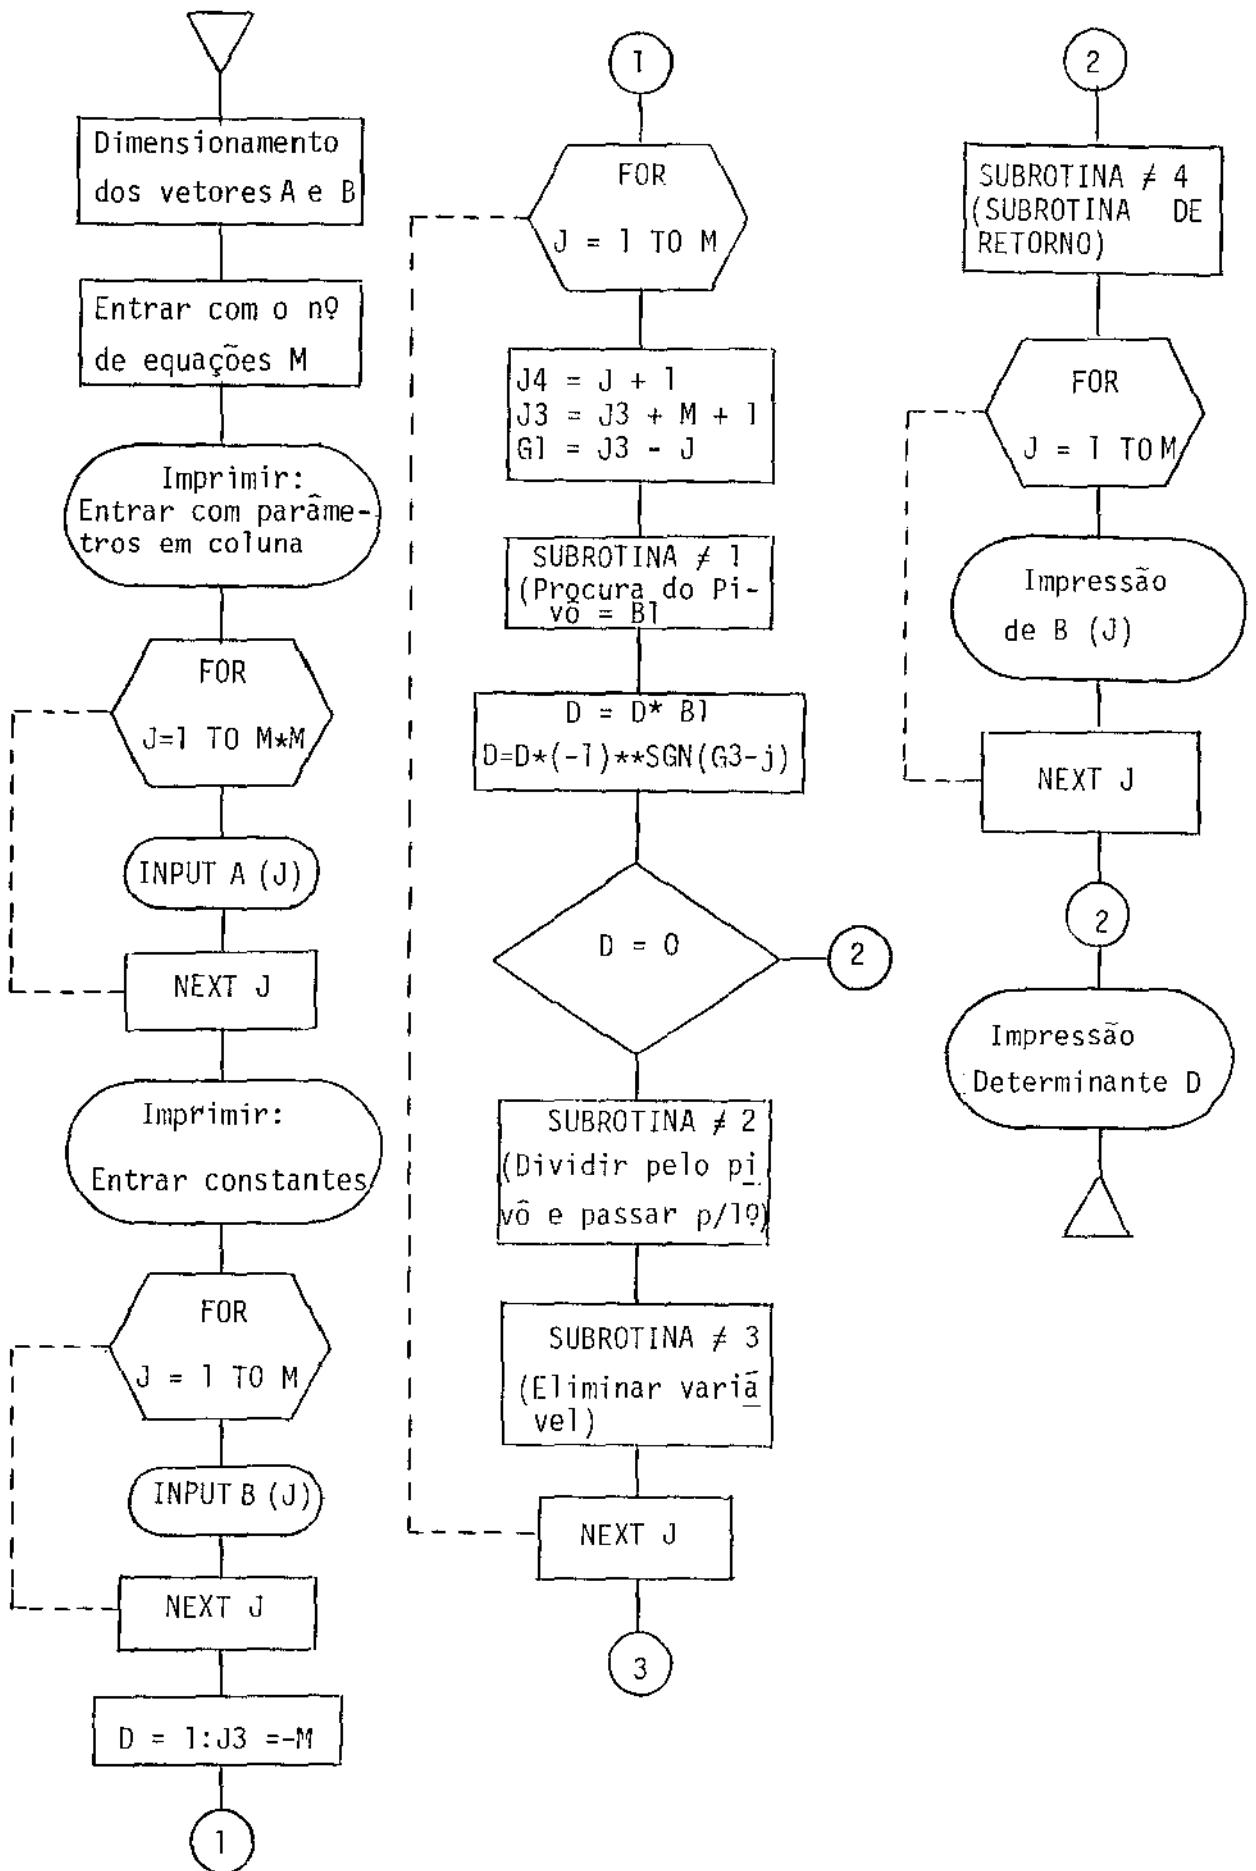 Dimensionamento
dos vetores A e B
Entrar com o nº
de equações M
Imprimir:
Entrar com parâme-
tros em coluna
FOR
J=1 TO M*M
INPUT A (J)
NEXT J
Imprimir:
Entrar constantes
FOR
J = 1 TO M
INPUT B (J)
NEXT J
D = 1:J3 =-M
1
1
FOR
J = 1 TO M
J4 = J + 1
J3 = J3 + M + 1
G1 = J3 - J
SUBROTINA ≠ 1
(Procura do Pi-
vô = B1
D = D* B1
D=D*(-1)**SGN(G3-j)
D = 0
2
SUBROTINA ≠ 2
(Dividir pelo pi
vô e passar p/1º)
SUBROTINA ≠ 3
(Eliminar variá
vel)
NEXT J
3
2
SUBROTINA ≠ 4
(SUBROTINA DE
RETORNO)
FOR
J = 1 TO M
Impressão
de B (J)
NEXT J
2
Impressão
Determinante D